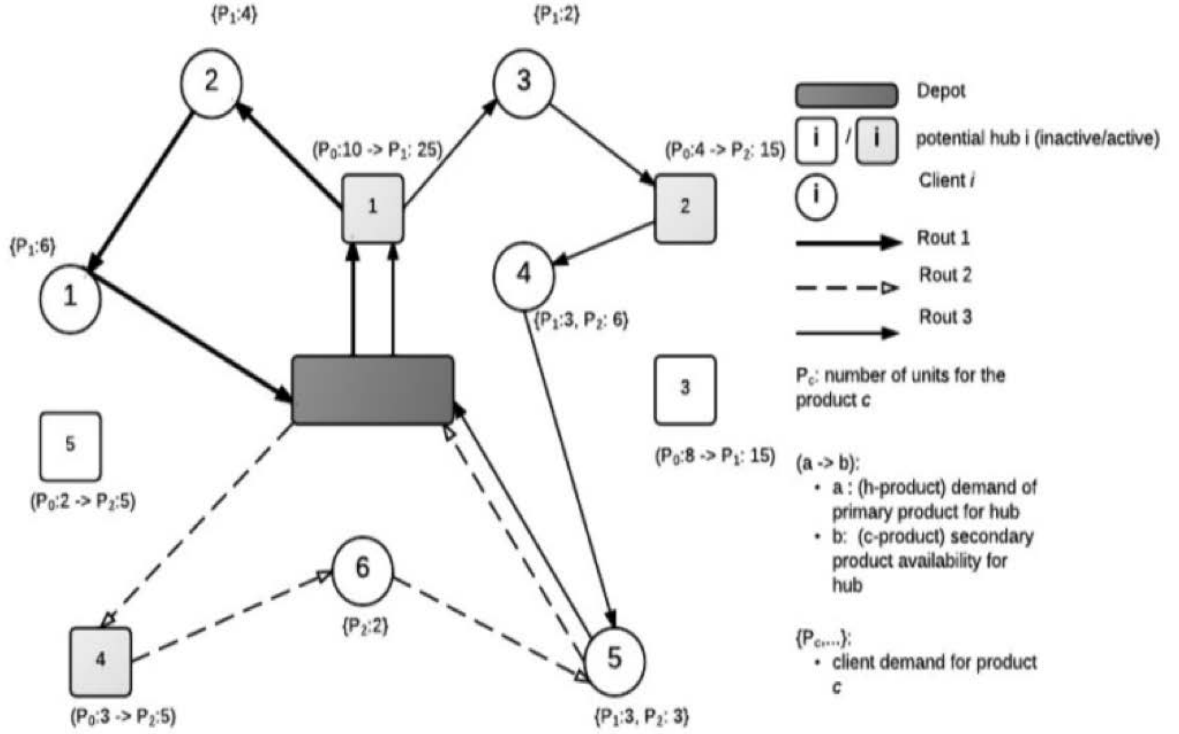 {P₁:4}
{P₁:2}
2
3
(P₀:10 -> P₁: 25)
(P₀:4 -> P₂: 15)
1
2
{P₁:6}
1
4
{P₁:3, P₂: 6}
3
(P₀:8 -> P₁: 15)
5
(P₀:2 -> P₂:5)
6
{P₂:2}
4
(P₀:3 -> P₂:5)
5
{P₁:3, P₂: 3}
Depot
i / i potential hub i (inactive/active)
i Client i
Rout 1
Rout 2
Rout 3
P꜀: number of units for the
product c
(a -> b):
• a : (h-product) demand of
primary product for hub
• b: (c-product) secondary
product availability for
hub
{P꜀,...}:
• client demand for product
c